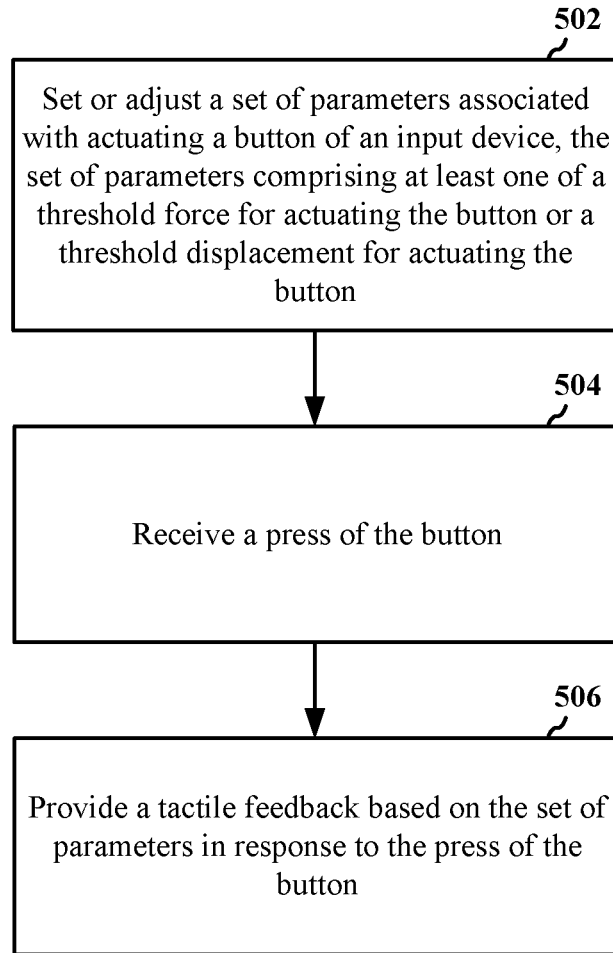 502
Set or adjust a set of parameters associated
with actuating a button of an input device, the
set of parameters comprising at least one of a
threshold force for actuating the button or a
threshold displacement for actuating the
button
504
Receive a press of the button
506
Provide a tactile feedback based on the set of
parameters in response to the press of the
button